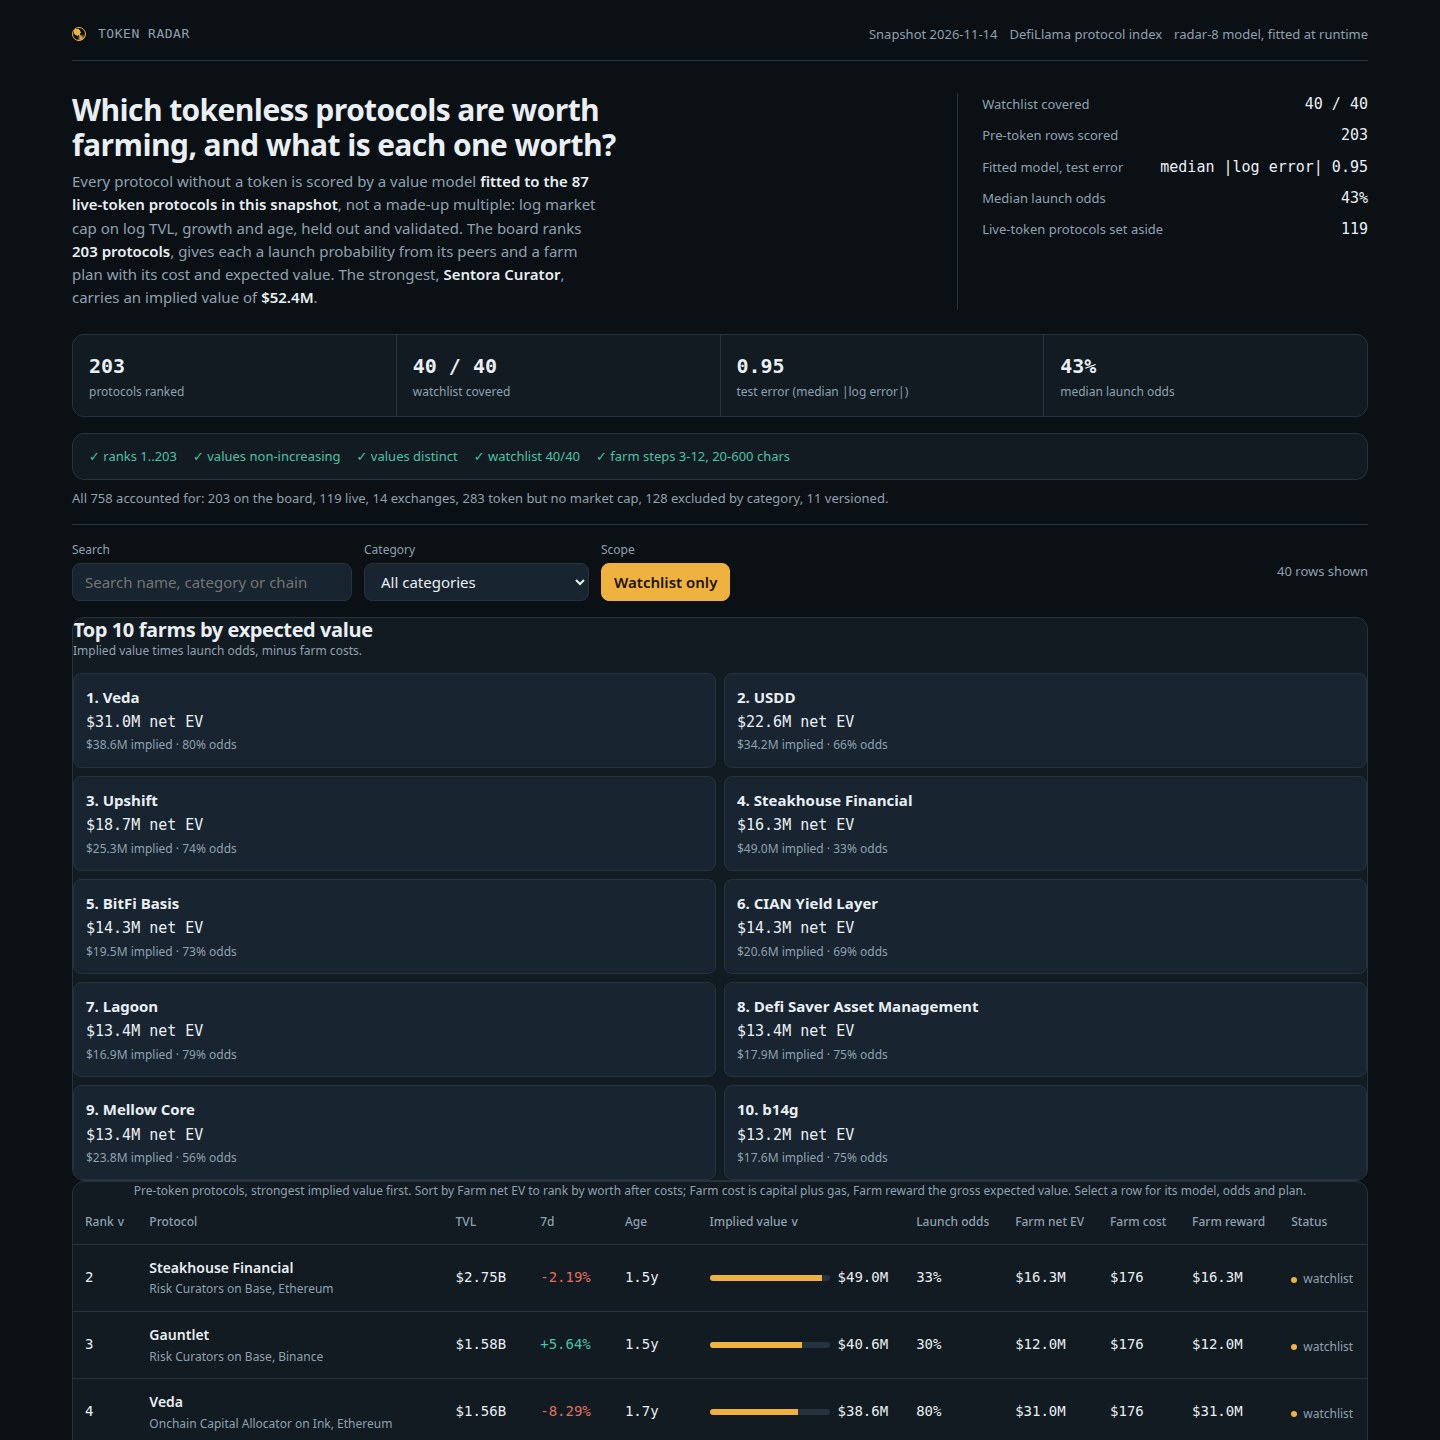 TOKEN RADAR
Snapshot 2026-11-14 DefiLlama protocol index radar-8 model, fitted at runtime
Which tokenless protocols are worth
farming, and what is each one worth?
Every protocol without a token is scored by a value model fitted to the 87
live-token protocols in this snapshot, not a made-up multiple: log market
cap on log TVL, growth and age, held out and validated. The board ranks
203 protocols, gives each a launch probability from its peers and a farm
plan with its cost and expected value. The strongest, Sentora Curator,
carries an implied value of $52.4M.
Watchlist covered 40 / 40
Pre-token rows scored 203
Fitted model, test error median |log error| 0.95
Median launch odds 43%
Live-token protocols set aside 119
203
protocols ranked
40 / 40
watchlist covered
0.95
test error (median |log error|)
43%
median launch odds
✓ ranks 1..203 ✓ values non-increasing ✓ values distinct ✓ watchlist 40/40 ✓ farm steps 3-12, 20-600 chars
All 758 accounted for: 203 on the board, 119 live, 14 exchanges, 283 token but no market cap, 128 excluded by category, 11 versioned.
Search
Search name, category or chain
Category
All categories
Scope
Watchlist only
40 rows shown
Top 10 farms by expected value
Implied value times launch odds, minus farm costs.
1. Veda
$31.0M net EV
$38.6M implied · 80% odds
2. USDD
$22.6M net EV
$34.2M implied · 66% odds
3. Upshift
$18.7M net EV
$25.3M implied · 74% odds
4. Steakhouse Financial
$16.3M net EV
$49.0M implied · 33% odds
5. BitFi Basis
$14.3M net EV
$19.5M implied · 73% odds
6. CIAN Yield Layer
$14.3M net EV
$20.6M implied · 69% odds
7. Lagoon
$13.4M net EV
$16.9M implied · 79% odds
8. Defi Saver Asset Management
$13.4M net EV
$17.9M implied · 75% odds
9. Mellow Core
$13.4M net EV
$23.8M implied · 56% odds
10. b14g
$13.2M net EV
$17.6M implied · 75% odds
Pre-token protocols, strongest implied value first. Sort by Farm net EV to rank by worth after costs; Farm cost is capital plus gas, Farm reward the gross expected value. Select a row for its model, odds and plan.
Rank v Protocol TVL 7d Age Implied value v Launch odds Farm net EV Farm cost Farm reward Status
2 Steakhouse Financial $2.75B -2.19% 1.5y $49.0M 33% $16.3M $176 $16.3M watchlist
Risk Curators on Base, Ethereum
3 Gauntlet $1.58B +5.64% 1.5y $40.6M 30% $12.0M $176 $12.0M watchlist
Risk Curators on Base, Binance
4 Veda $1.56B -8.29% 1.7y $38.6M 80% $31.0M $176 $31.0M watchlist
Onchain Capital Allocator on Ink, Ethereum